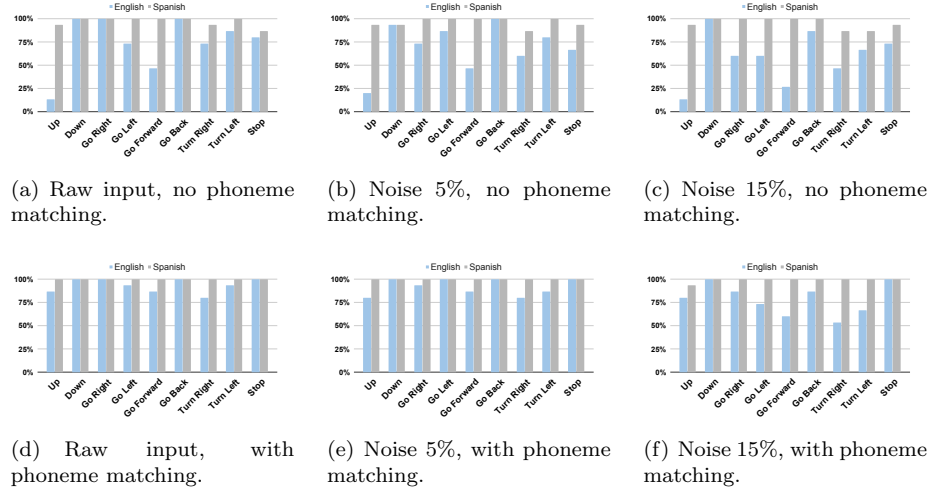 English Spanish
100%
75%
50%
25%
0%
Up
Down
Go Right
Go Left
Go Forward
Go Back
Turn Right
Turn Left
Stop
(a) Raw input, no phoneme
matching.
English Spanish
100%
75%
50%
25%
0%
Up
Down
Go Right
Go Left
Go Forward
Go Back
Turn Right
Turn Left
Stop
(b) Noise 5%, no phoneme
matching.
English Spanish
100%
75%
50%
25%
0%
Up
Down
Go Right
Go Left
Go Forward
Go Back
Turn Right
Turn Left
Stop
(c) Noise 15%, no phoneme
matching.
English Spanish
100%
75%
50%
25%
0%
Up
Down
Go Right
Go Left
Go Forward
Go Back
Turn Right
Turn Left
Stop
(d) Raw input, with
phoneme matching.
English Spanish
100%
75%
50%
25%
0%
Up
Down
Go Right
Go Left
Go Forward
Go Back
Turn Right
Turn Left
Stop
(e) Noise 5%, with phoneme
matching.
English Spanish
100%
75%
50%
25%
0%
Up
Down
Go Right
Go Left
Go Forward
Go Back
Turn Right
Turn Left
Stop
(f) Noise 15%, with phoneme
matching.